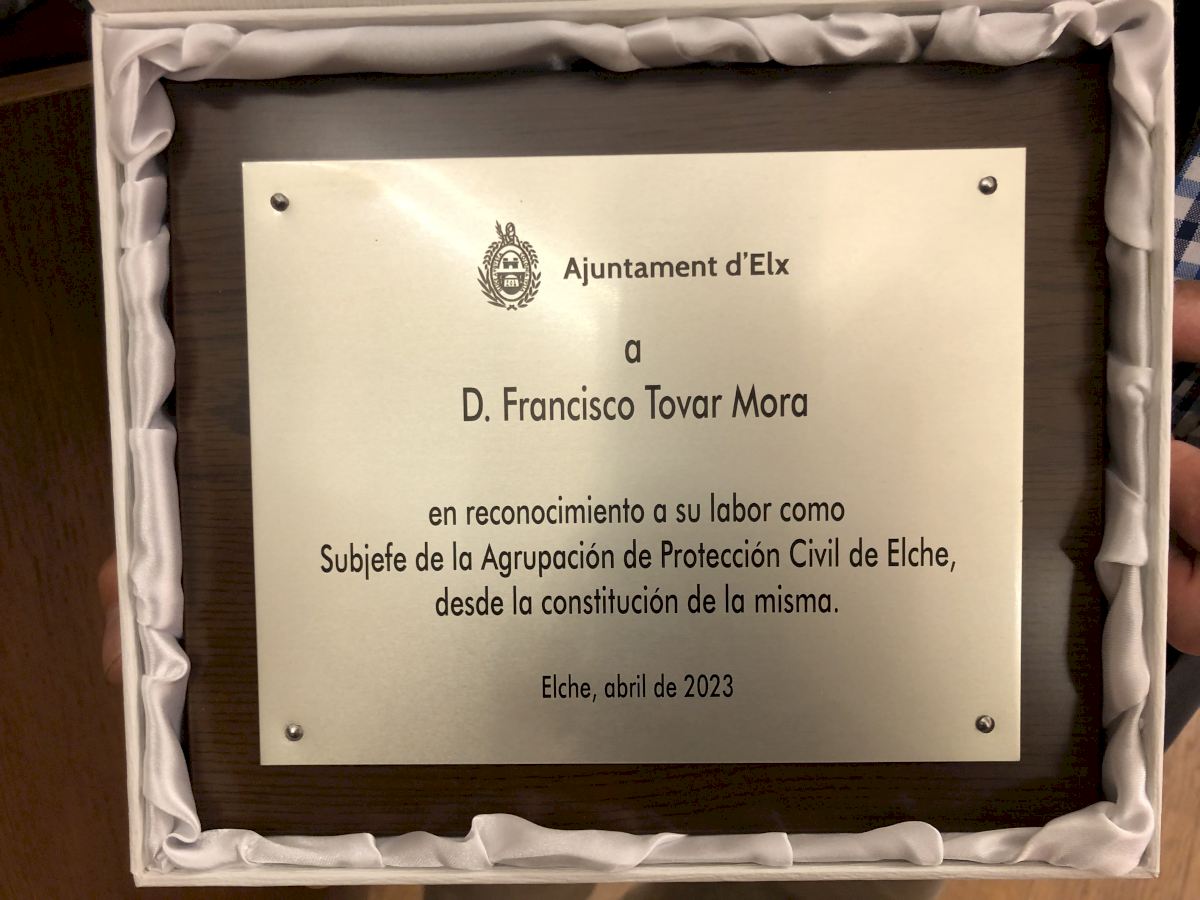 Ajuntament d'Elx
a
D. Francisco Tovar Mora
en reconocimiento a su labor como
Subjefe de la Agrupación de Protección Civil de Elche,
desde la constitución de la misma.
Elche, abril de 2023